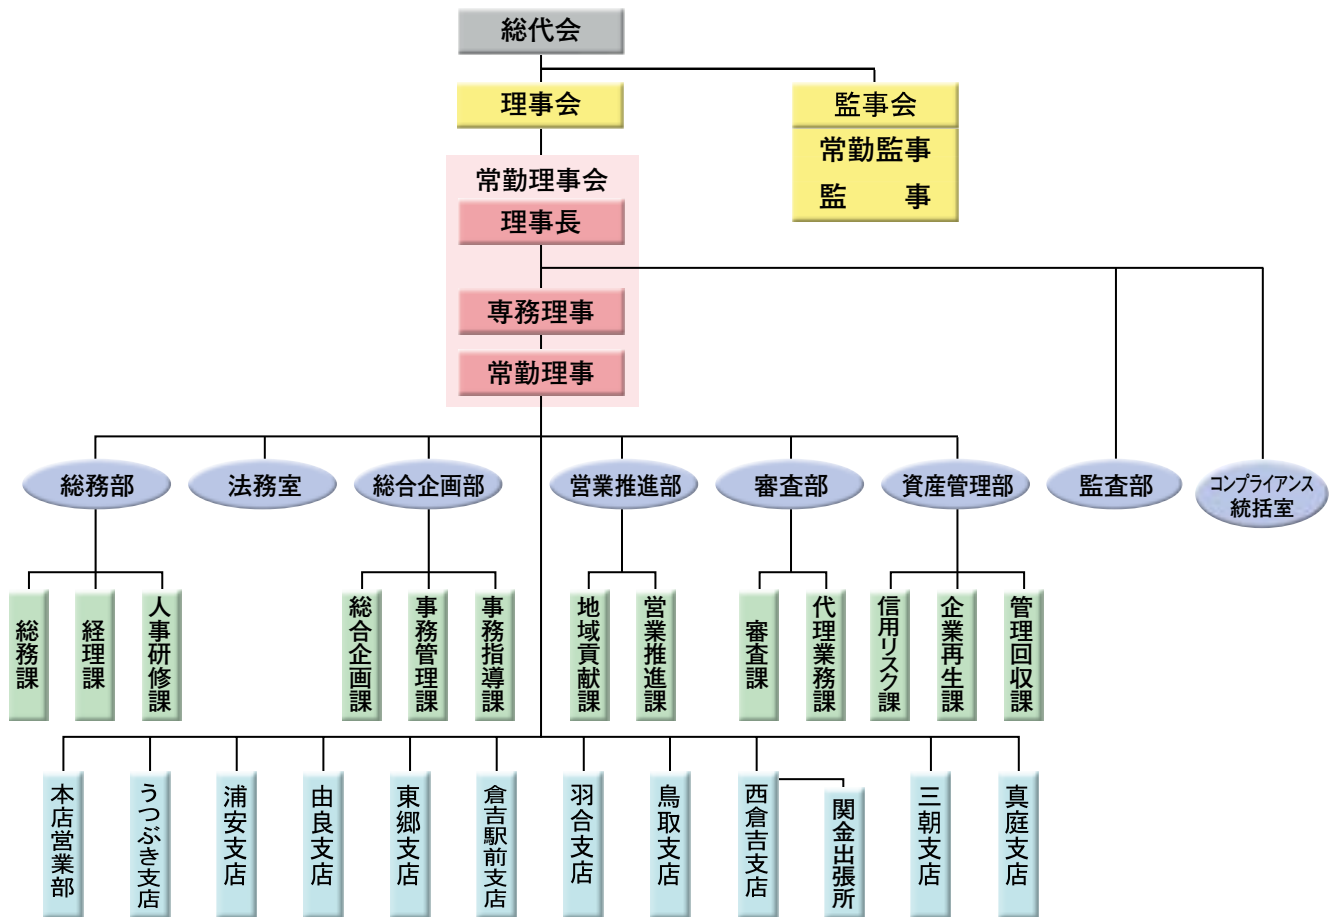 総代会
理事会
監事会
常勤監事
監　事
常勤理事会
理事長
専務理事
常勤理事
総務部
法務室
総合企画部
営業推進部
審査部
資産管理部
監査部
コンプライアンス
統括室
総務課
経理課
人事研修課
総合企画課
事務管理課
事務指導課
地域貢献課
営業推進課
審査課
代理業務課
信用リスク課
企業再生課
管理回収課
本店営業部
うつぶき支店
浦安支店
由良支店
東郷支店
倉吉駅前支店
羽合支店
鳥取支店
西倉吉支店
関金出張所
三朝支店
真庭支店